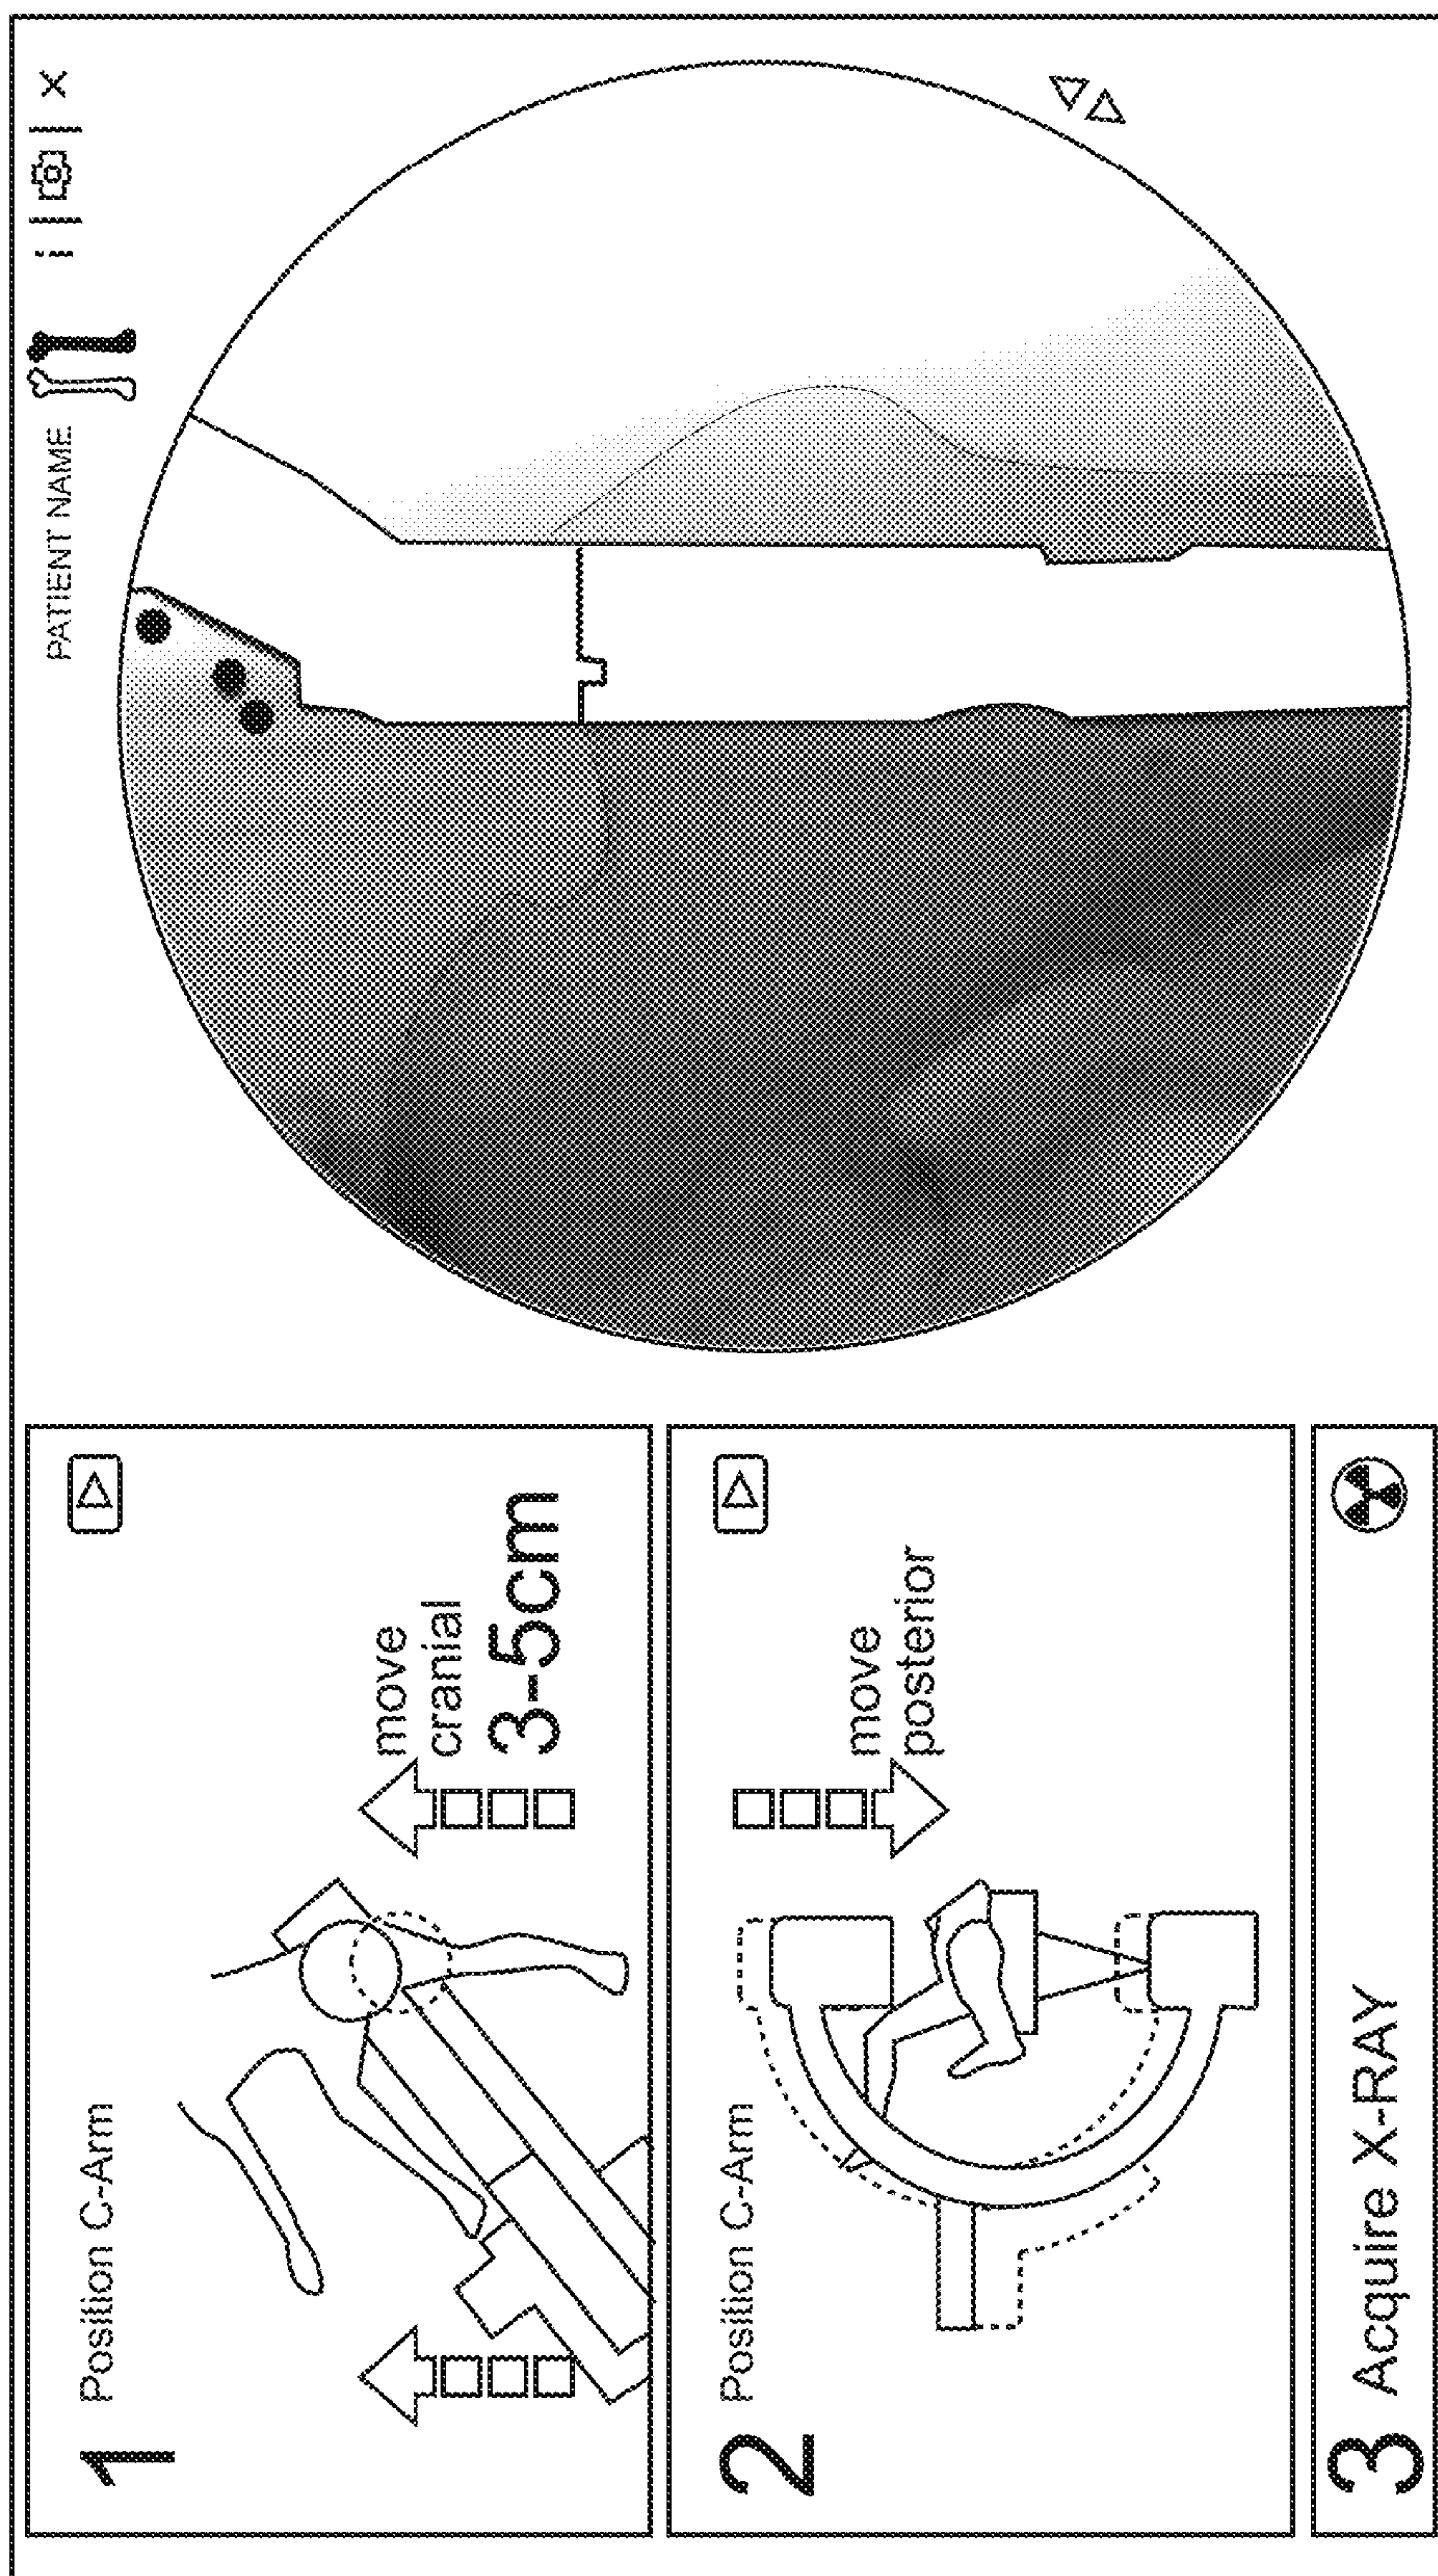 1 Position C-Arm
move
cranial
3-5cm
2 Position C-Arm
move
posterior
3 Acquire X-RAY
PATIENT NAME